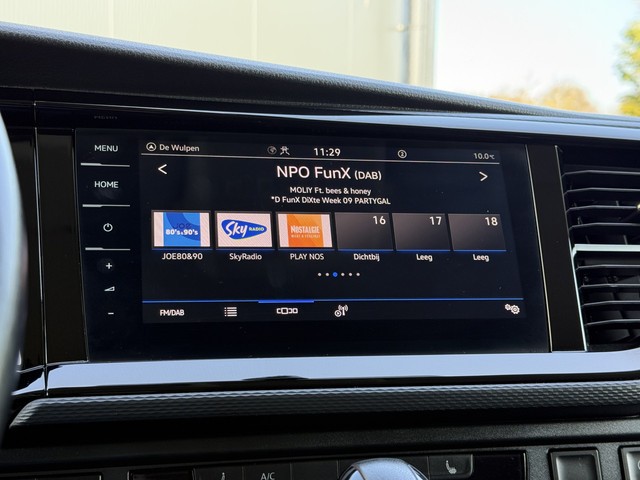 MENU
HOME
+
-
De Wulpen
11:29
2
10.0°C
<
NPO FunX (DAB)
>
MOLIY Ft. bees & honey
*D FunX DiXte Week 09 PARTYGAL
JOE
80's & 90's
Sky RADIO
NOSTALGIE
16
17
18
JOE80&90
SkyRadio
PLAY NOS
Dichtbij
Leeg
Leeg
FM/DAB
A/C